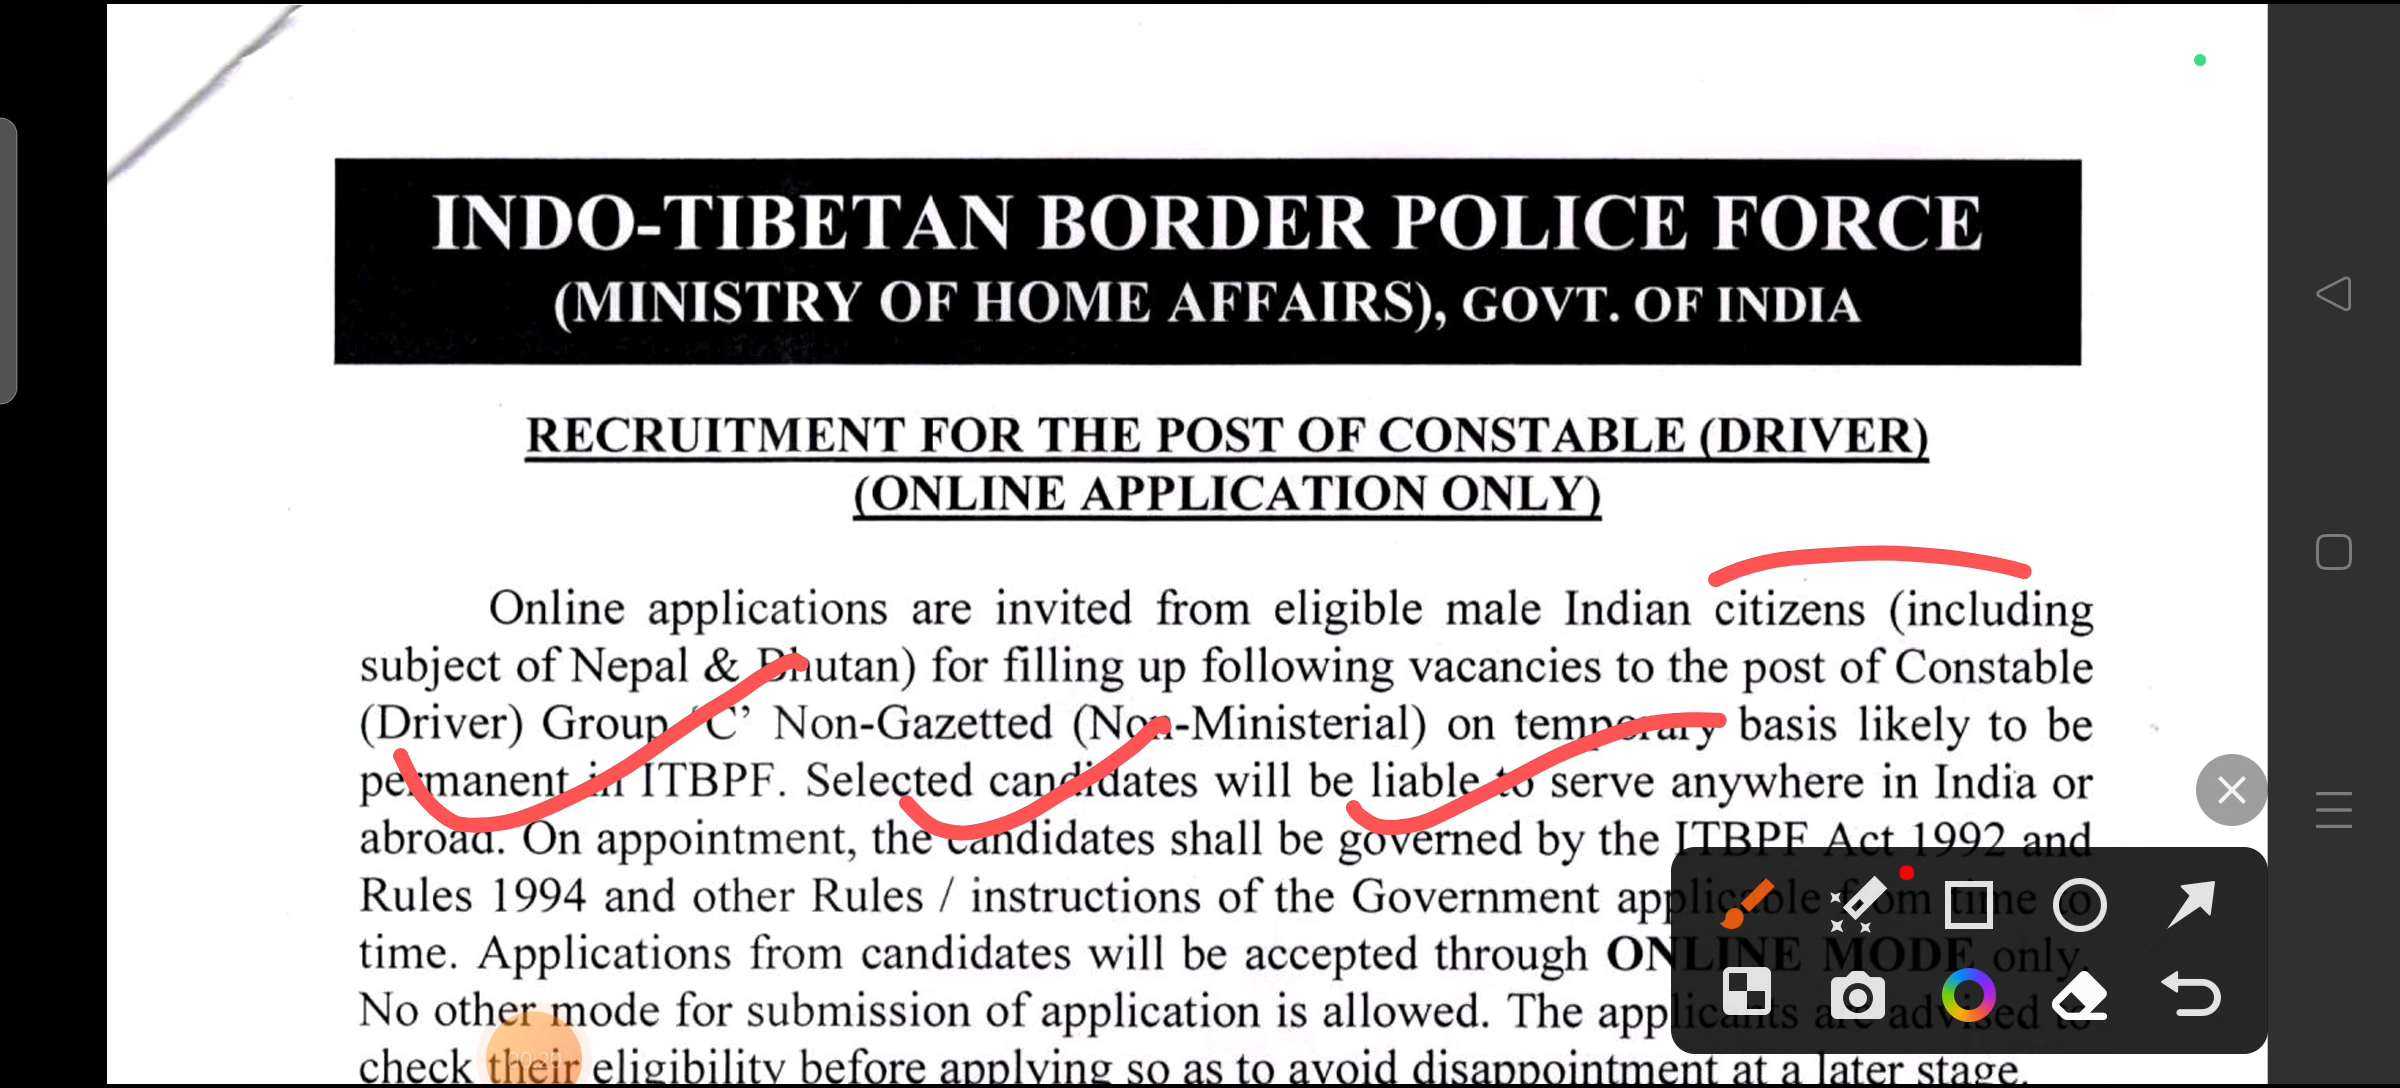 INDO-TIBETAN BORDER POLICE FORCE
(MINISTRY OF HOME AFFAIRS), GOVT. OF INDIA
RECRUITMENT FOR THE POST OF CONSTABLE (DRIVER)
(ONLINE APPLICATION ONLY)
Online applications are invited from eligible male Indian citizens (including
subject of Nepal & Bhutan) for filling up following vacancies to the post of Constable
(Driver) Group 'C' Non-Gazetted (Non-Ministerial) on temporary basis likely to be
permanent in ITBPF. Selected candidates will be liable to serve anywhere in India or
abroad. On appointment, the candidates shall be governed by the ITBPF Act 1992 and
Rules 1994 and other Rules / instructions of the Government applicable from time to
time. Applications from candidates will be accepted through ONLINE MODE only.
No other mode for submission of application is allowed. The applicants are advised to
check their eligibility before applying so as to avoid disappointment at a later stage.